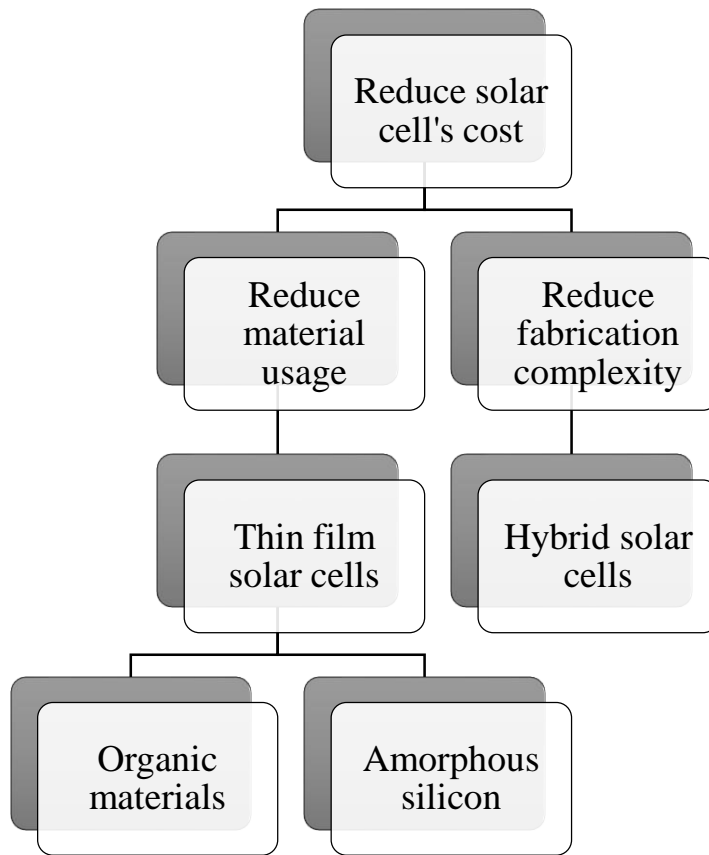 Reduce solar
cell's cost
Reduce
material
usage
Reduce
fabrication
complexity
Thin film
solar cells
Hybrid solar
cells
Organic
materials
Amorphous
silicon